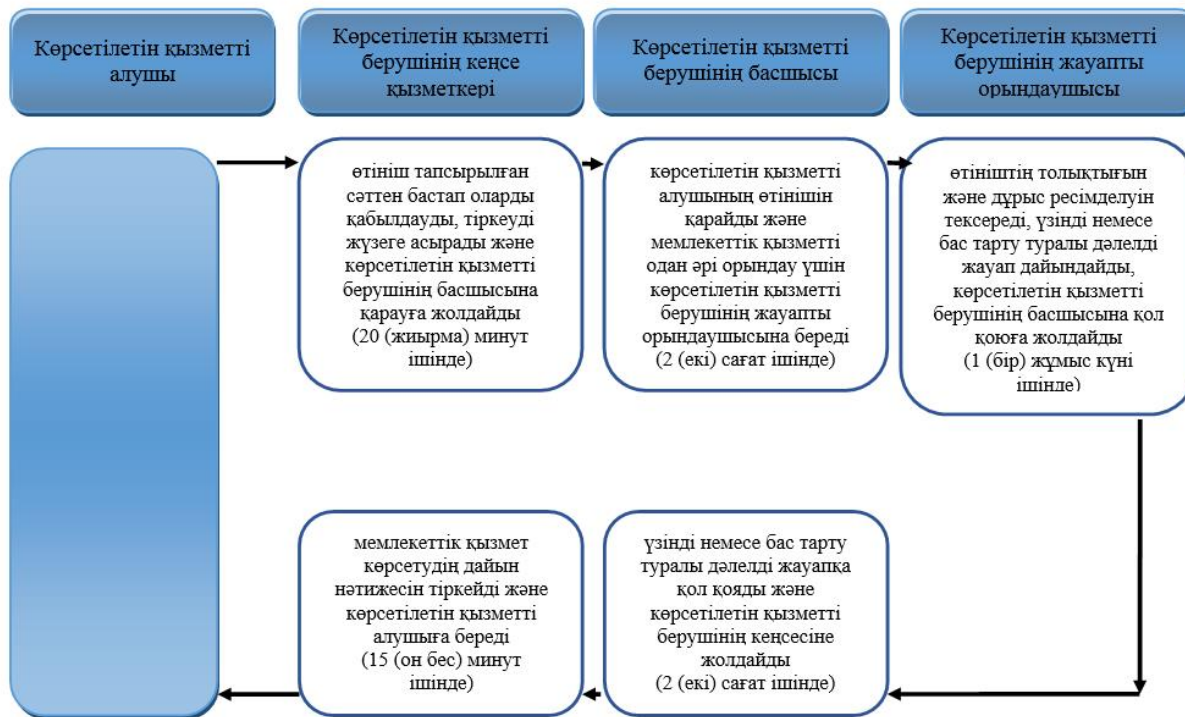 Көрсетілетін қызметті
алушы
Көрсетілетін қызметті
берушінің кеңсе
қызметкері
Көрсетілетін қызметті
берушінің басшысы
Көрсетілетін қызметті
берушінің жауапты
орындаушысы
өтініш тапсырылған
сәттен бастап оларды
қабылдауды, тіркеуді
жүзеге асырады және
көрсетілетін қызметті
берушінің басшысына
қарауға жолдайды
(20 (жиырма) минут
ішінде)
көрсетілетін қызметті
алушының өтінішін
қарайды және
мемлекеттік қызметті
одан әрі орындау үшін
көрсетілетін қызметті
берушінің жауапты
орындаушысына береді
(2 (екі) сағат ішінде)
өтініштің толықтығын
және дұрыс ресімделуін
тексереді, үзінді немесе
бас тарту туралы дәлелді
жауап дайындайды,
көрсетілетін қызметті
берушінің басшысына қол
қоюға жолдайды
(1 (бір) жұмыс күні
ішінде)
мемлекеттік қызмет
көрсетудің дайын
нәтижесін тіркейді және
көрсетілетін қызметті
алушыға береді
(15 (он бес) минут
ішінде)
үзінді немесе бас тарту
туралы дәлелді жауапқа
қол қояды және
көрсетілетін қызметті
берушінің кеңсесіне
жолдайды
(2 (екі) сағат ішінде)